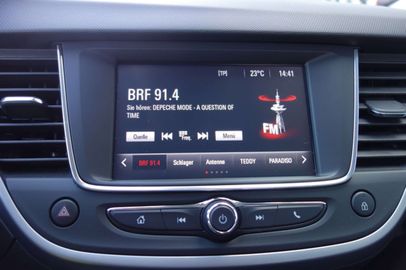 [TP] 23°C 14:41
BRF 91.4
Sie hören: DEPECHE MODE - A QUESTION OF
TIME
FM
Quelle Freq. Menü
BRF 91.4 Schlager Antenne TEDDY PARADISO